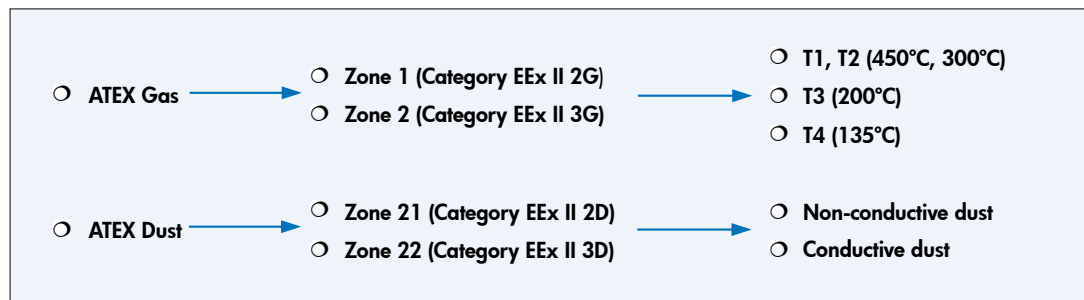 ATEX Gas
Zone 1 (Category EEx II 2G)
Zone 2 (Category EEx II 3G)
T1, T2 (450°C, 300°C)
T3 (200°C)
T4 (135°C)
ATEX Dust
Zone 21 (Category EEx II 2D)
Zone 22 (Category EEx II 3D)
Non-conductive dust
Conductive dust